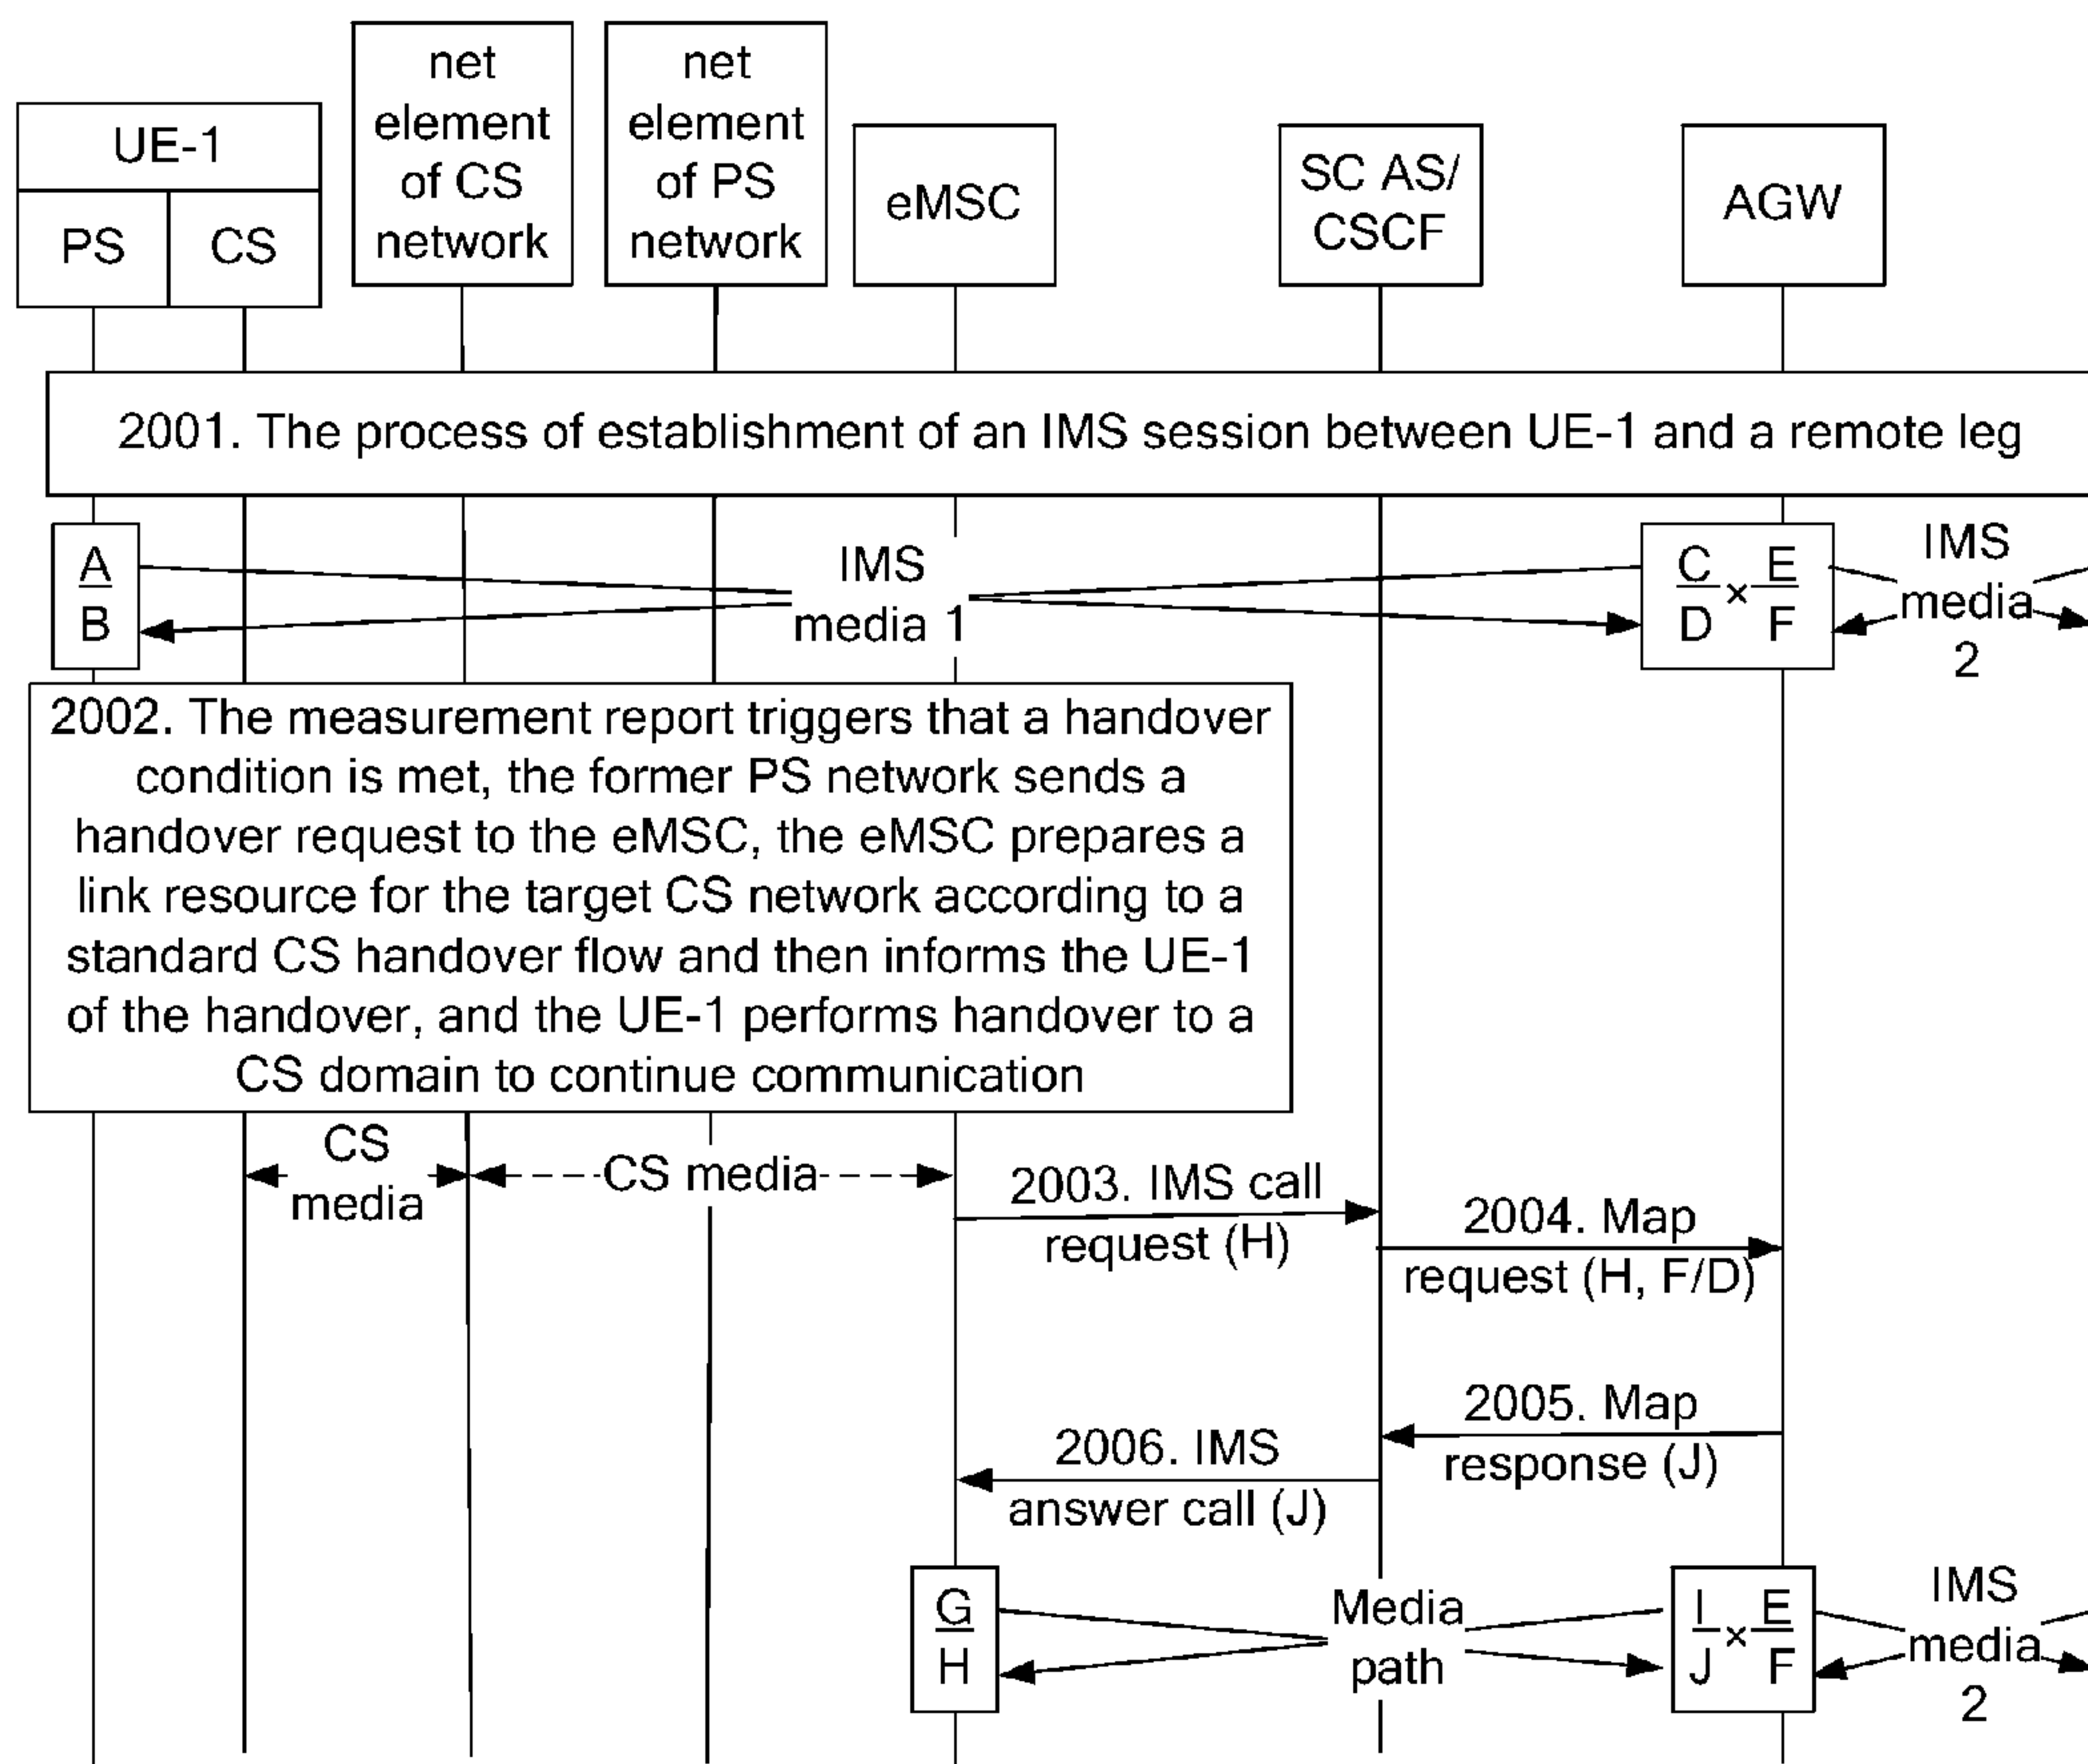 UE-1
PS
CS
net
element
of CS
network
net
element
of PS
network
eMSC
SC AS/
CSCF
AGW
2001. The process of establishment of an IMS session between UE-1 and a remote leg
A
B
IMS
media 1
C
D
×
E
F
IMS
media
2
2002. The measurement report triggers that a handover
condition is met, the former PS network sends a
handover request to the eMSC, the eMSC prepares a
link resource for the target CS network according to a
standard CS handover flow and then informs the UE-1
of the handover, and the UE-1 performs handover to a
CS domain to continue communication
CS
media
CS media
2003. IMS call
request (H)
2004. Map
request (H, F/D)
2005. Map
response (J)
2006. IMS
answer call (J)
G
H
Media
path
I
J
×
E
F
IMS
media
2